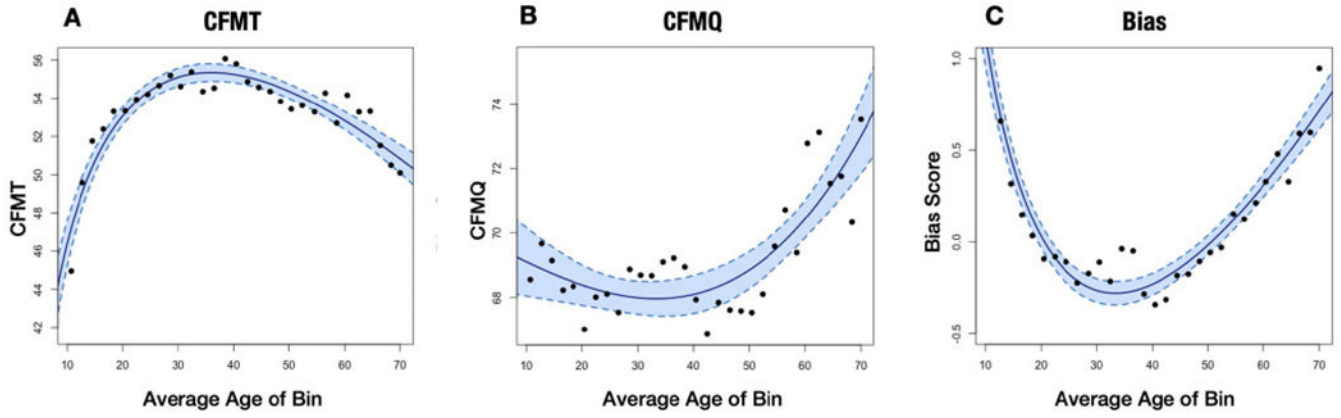 A
CFMT
CFMT
56
54
52
50
48
46
44
42
10 20 30 40 50 60 70
Average Age of Bin
B
CFMQ
CFMQ
74
72
70
68
10 20 30 40 50 60 70
Average Age of Bin
C
Bias
Bias Score
1.0
0.5
0.0
-0.5
10 20 30 40 50 60 70
Average Age of Bin